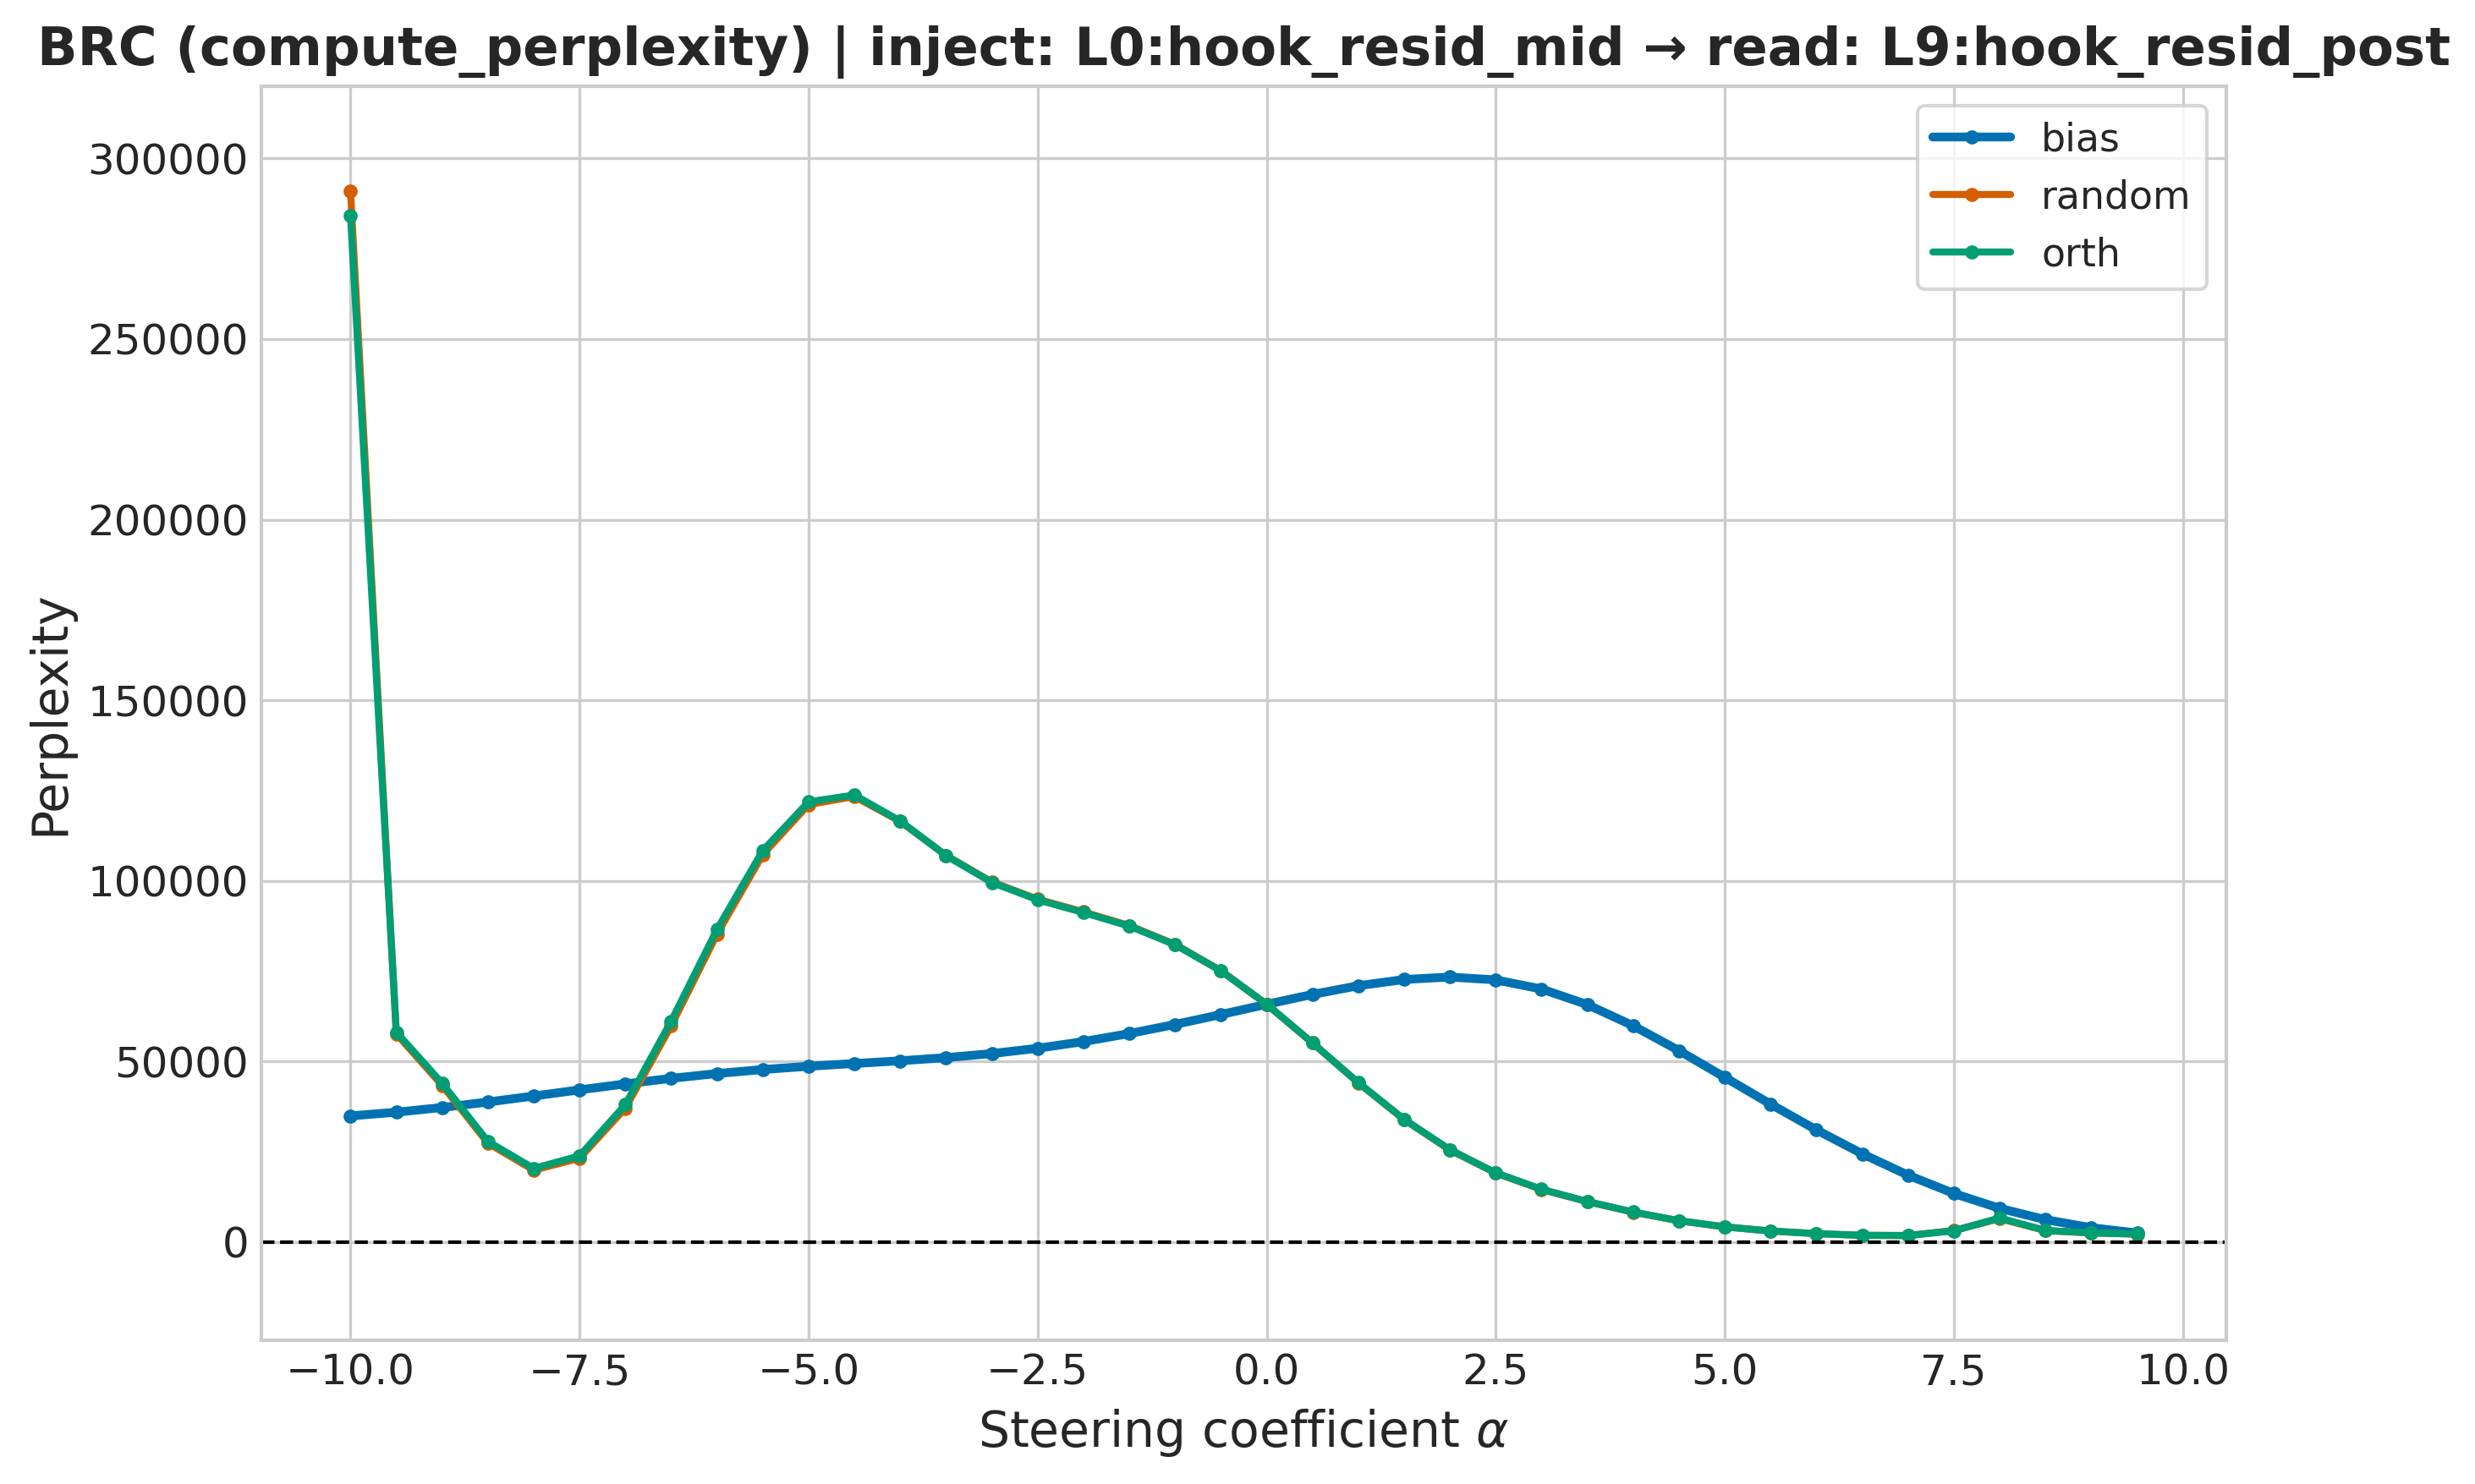 BRC (compute_perplexity) | inject: L0:hook_resid_mid → read: L9:hook_resid_post
bias
random
orth
300000
250000
200000
150000
100000
50000
0
Perplexity
−10.0 −7.5 −5.0 −2.5 0.0 2.5 5.0 7.5 10.0
Steering coefficient α